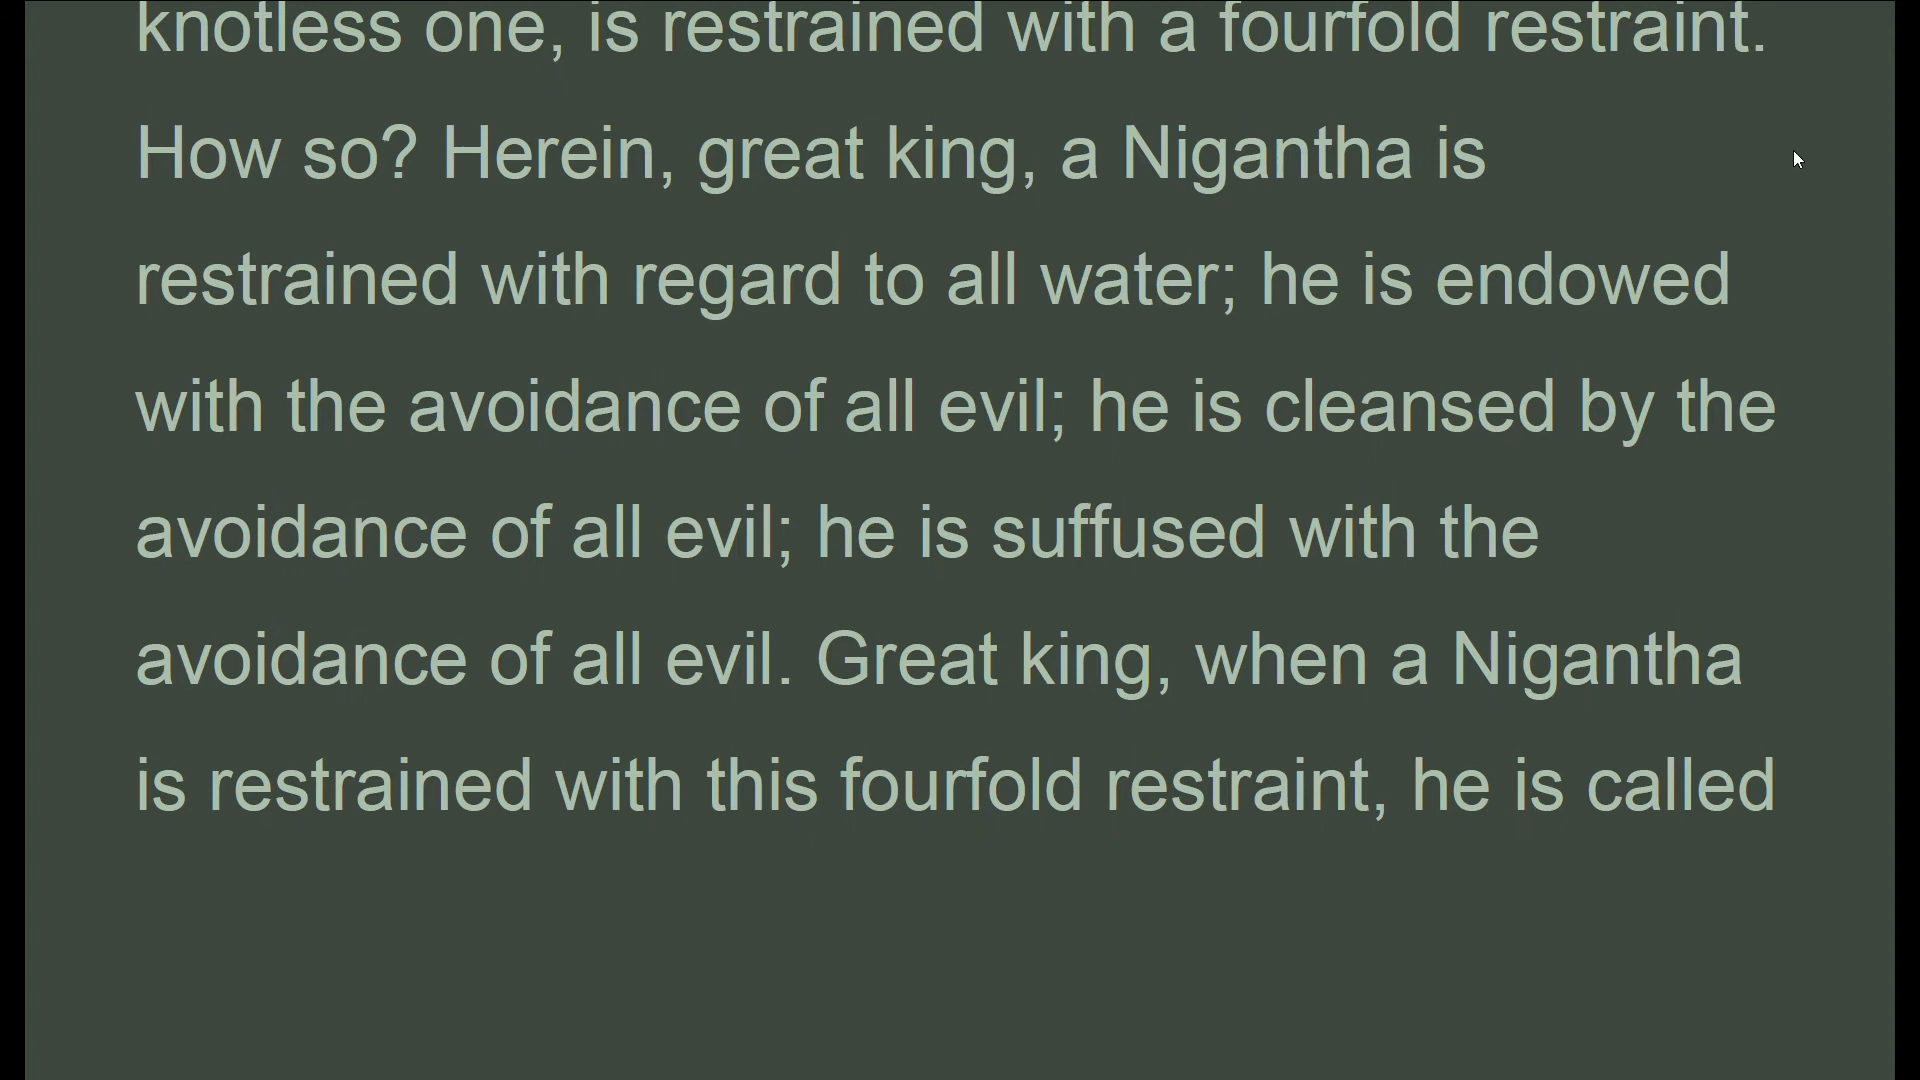 knotless one, is restrained with a fourfold restraint.
How so? Herein, great king, a Nigantha is
restrained with regard to all water; he is endowed
with the avoidance of all evil; he is cleansed by the
avoidance of all evil; he is suffused with the
avoidance of all evil. Great king, when a Nigantha
is restrained with this fourfold restraint, he is called